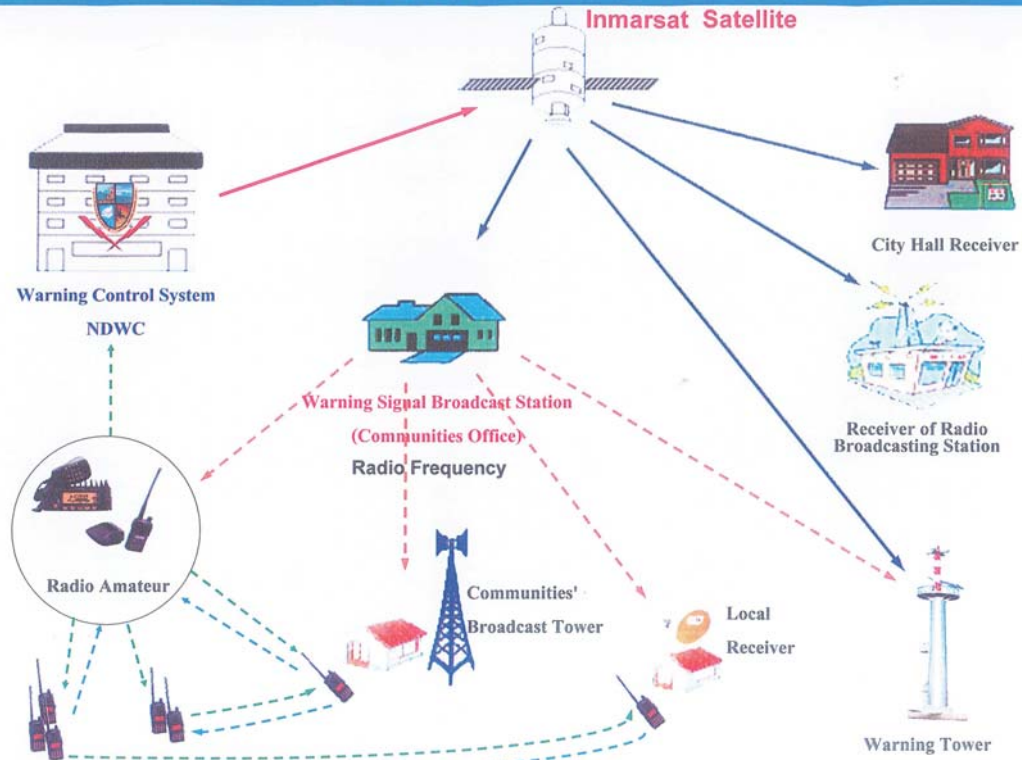 Inmarsat Satellite
City Hall Receiver
Warning Control System
NDWC
Warning Signal Broadcast Station
(Communities Office)
Radio Frequency
Receiver of Radio
Broadcasting Station
Radio Amateur
Communities'
Broadcast Tower
Local
Receiver
Warning Tower